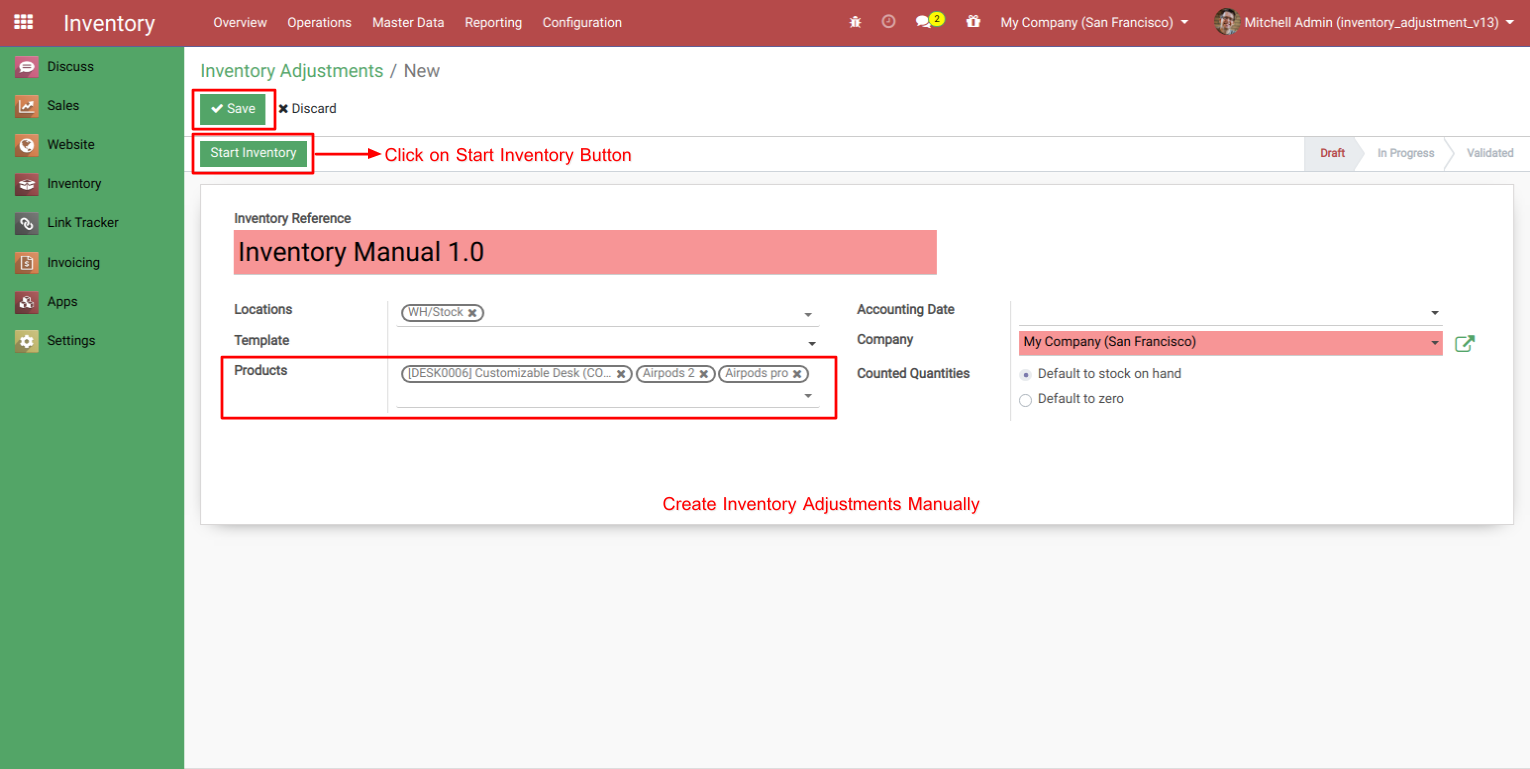 Inventory Overview Operations Master Data Reporting Configuration 2 My Company (San Francisco) Mitchell Admin (inventory_adjustment_v13)
Discuss
Sales
Website
Inventory
Link Tracker
Invoicing
Apps
Settings
Inventory Adjustments / New
Save Discard
Start Inventory Click on Start Inventory Button Draft In Progress Validated
Inventory Reference
Inventory Manual 1.0
Locations WH/Stock
Template
Products [DESK0006] Customizable Desk (CO... Airpods 2 Airpods pro
Accounting Date
Company My Company (San Francisco)
Counted Quantities Default to stock on hand
Default to zero
Create Inventory Adjustments Manually